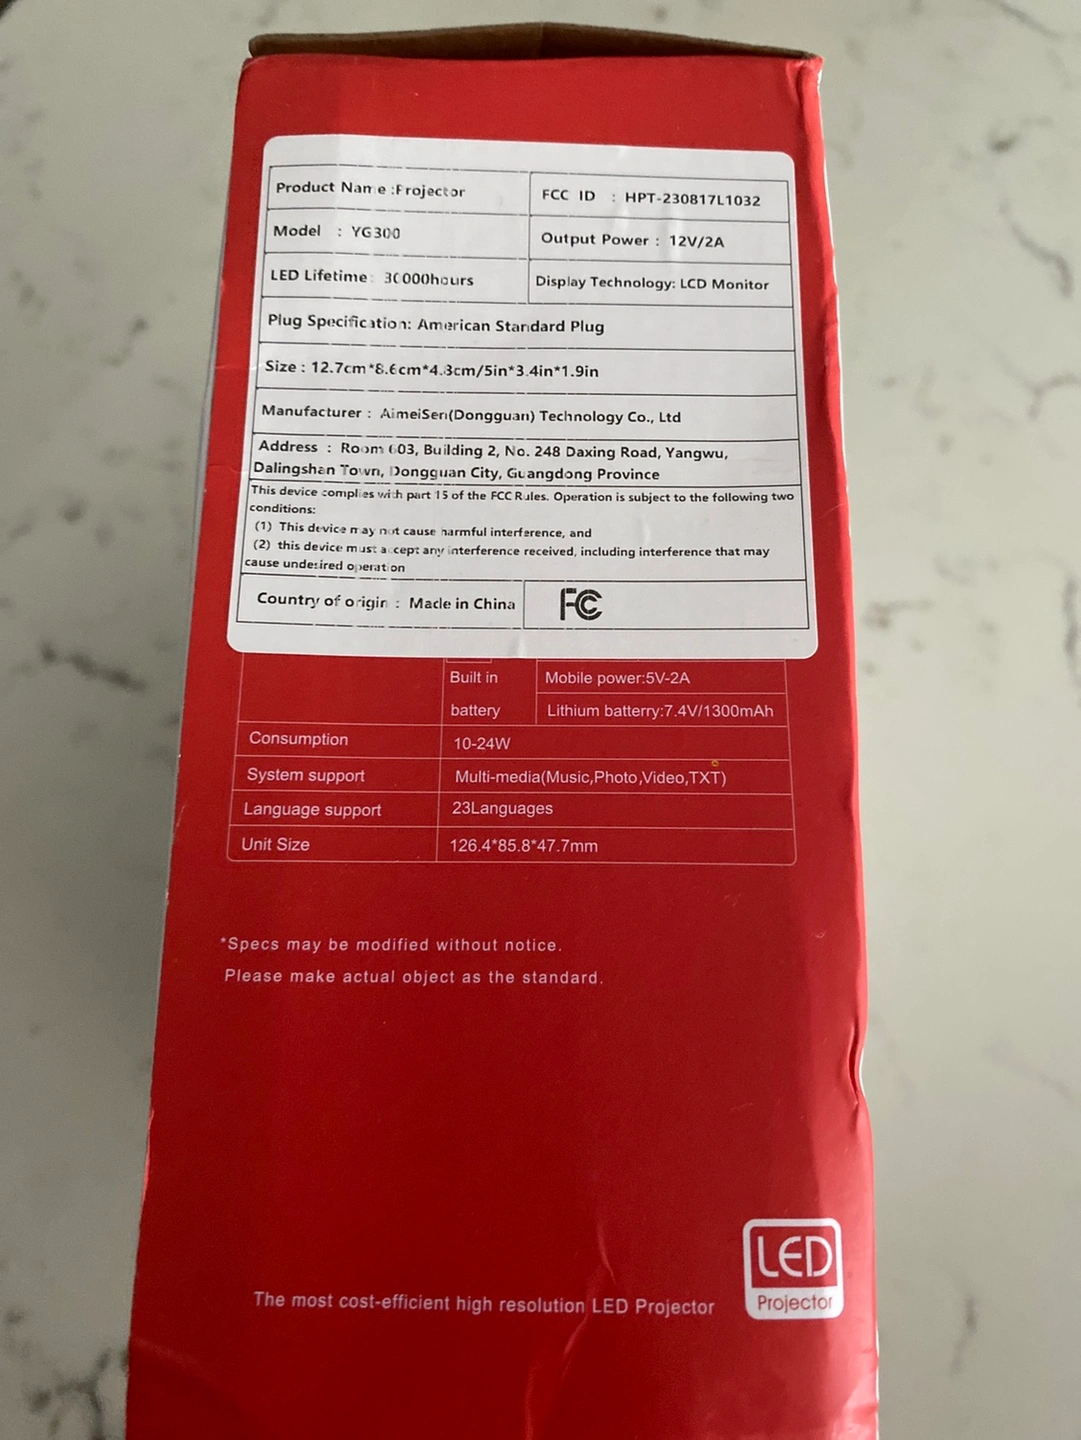 Product Name :Projector
FCC ID : HPT-230817L1032
Model : YG300
Output Power : 12V/2A
LED Lifetime: 30000hours
Display Technology: LCD Monitor
Plug Specification: American Standard Plug
Size : 12.7cm*8.6cm*4.8cm/5in*3.4in*1.9in
Manufacturer : AimeiSen(Dongguan) Technology Co., Ltd
Address : Room 603, Building 2, No. 248 Daxing Road, Yangwu,
Dalingshan Town, Dongguan City, Guangdong Province
This device complies with part 15 of the FCC Rules. Operation is subject to the following two
conditions:
(1) This device may not cause harmful interference, and
(2) this device must accept any interference received, including interference that may
cause undesired operation
Country of origin : Made in China
FC
Built in
battery
Mobile power:5V-2A
Lithium batterry:7.4V/1300mAh
Consumption
10-24W
System support
Multi-media(Music,Photo,Video,TXT)
Language support
23Languages
Unit Size
126.4*85.8*47.7mm
*Specs may be modified without notice.
Please make actual object as the standard.
The most cost-efficient high resolution LED Projector
LED
Projector